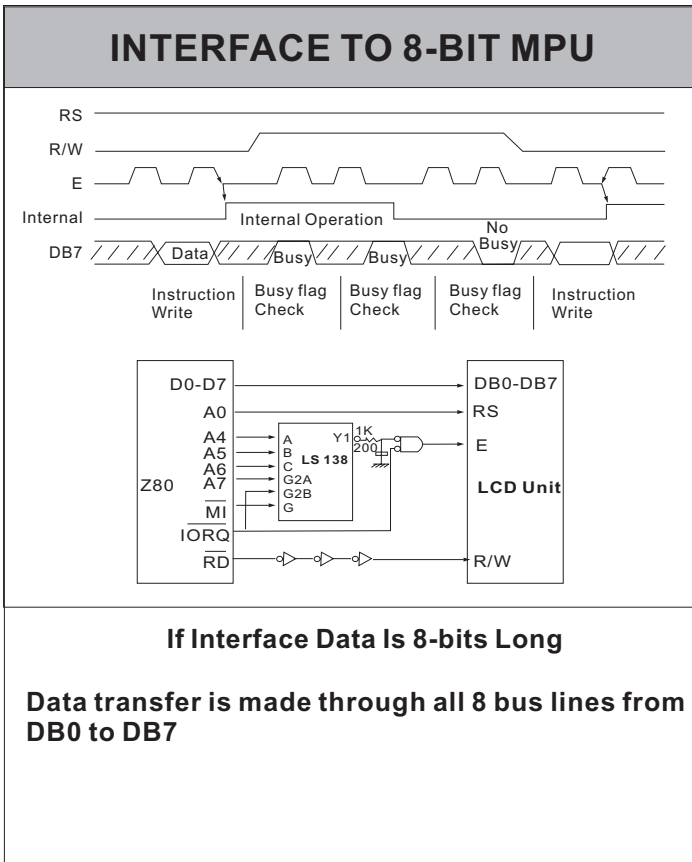 INTERFACE TO 8-BIT MPU
RS
R/W
E
Internal
Internal Operation
DB7
Data
Busy
Busy
No
Busy
Instruction
Write
Busy flag
Check
Busy flag
Check
Busy flag
Check
Instruction
Write
Z80
D0-D7
A0
A4
A5
A6
A7
MI
IORQ
RD
A
B
C
G2A
G2B
G
LS 138
Y1
1K
200
DB0-DB7
RS
E
LCD Unit
R/W
If Interface Data Is 8-bits Long
Data transfer is made through all 8 bus lines from
DB0 to DB7